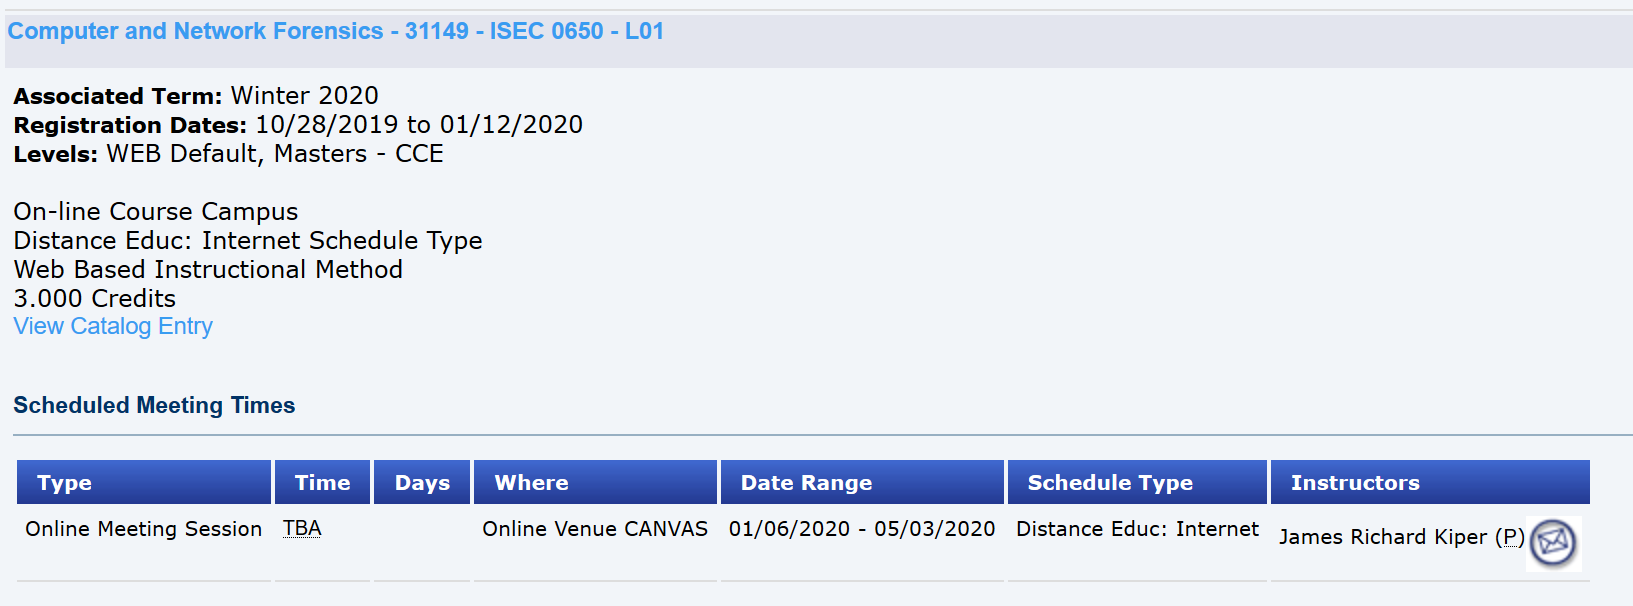 Computer and Network Forensics - 31149 - ISEC 0650 - L01
Associated Term: Winter 2020
Registration Dates: 10/28/2019 to 01/12/2020
Levels: WEB Default, Masters - CCE
On-line Course Campus
Distance Educ: Internet Schedule Type
Web Based Instructional Method
3.000 Credits
View Catalog Entry
Scheduled Meeting Times
Type Time Days Where Date Range Schedule Type Instructors
Online Meeting Session TBA Online Venue CANVAS 01/06/2020 - 05/03/2020 Distance Educ: Internet James Richard Kiper (P)